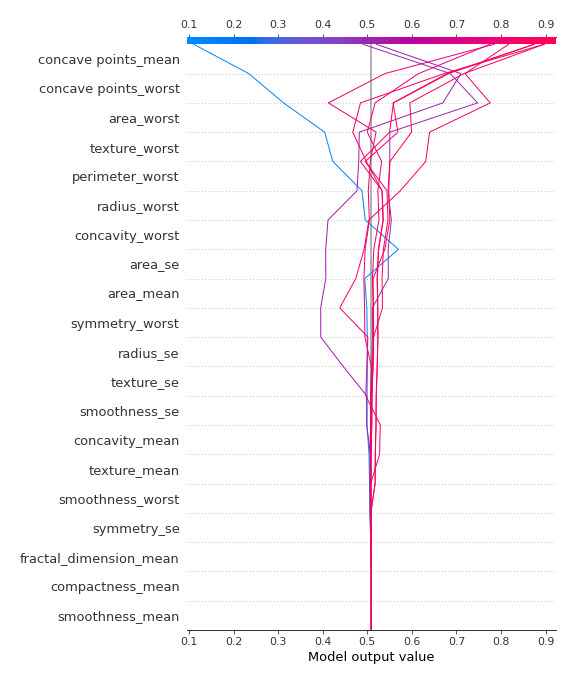 0.1 0.2 0.3 0.4 0.5 0.6 0.7 0.8 0.9
concave points_mean
concave points_worst
area_worst
texture_worst
perimeter_worst
radius_worst
concavity_worst
area_se
area_mean
symmetry_worst
radius_se
texture_se
smoothness_se
concavity_mean
texture_mean
smoothness_worst
symmetry_se
fractal_dimension_mean
compactness_mean
smoothness_mean
0.1 0.2 0.3 0.4 0.5 0.6 0.7 0.8 0.9
Model output value